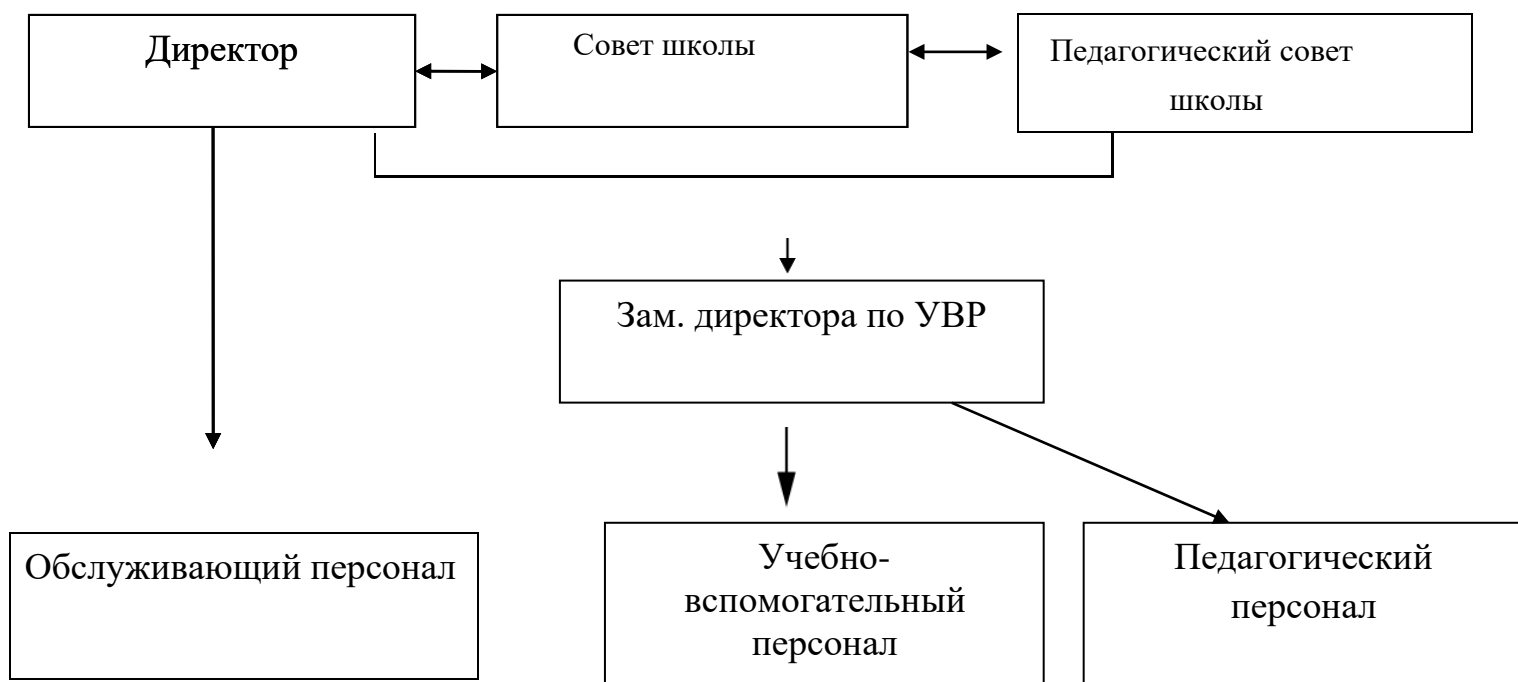 Директор
Совет школы
Педагогический совет
школы
Зам. директора по УВР
Обслуживающий персонал
Учебно-
вспомогательный
персонал
Педагогический
персонал